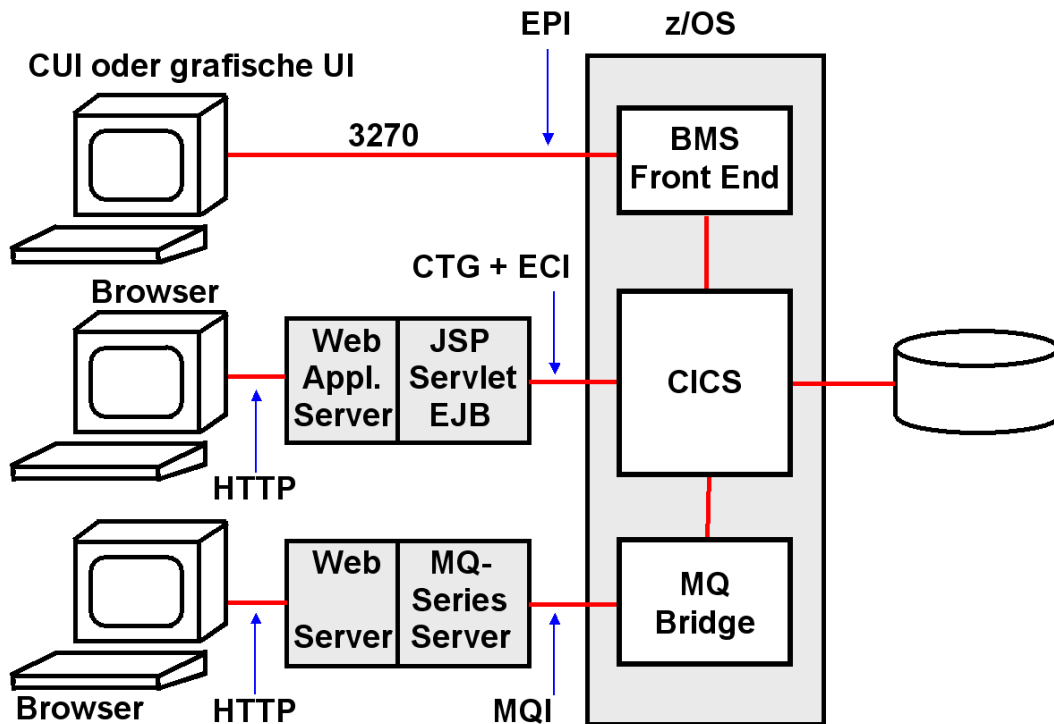 EPI
z/OS
CUI oder grafische UI
3270
BMS
Front End
CTG + ECI
Browser
Web
Appl.
Server
JSP
Servlet
EJB
CICS
HTTP
Web
Server
MQ-
Series
Server
MQ
Bridge
Browser
HTTP
MQI